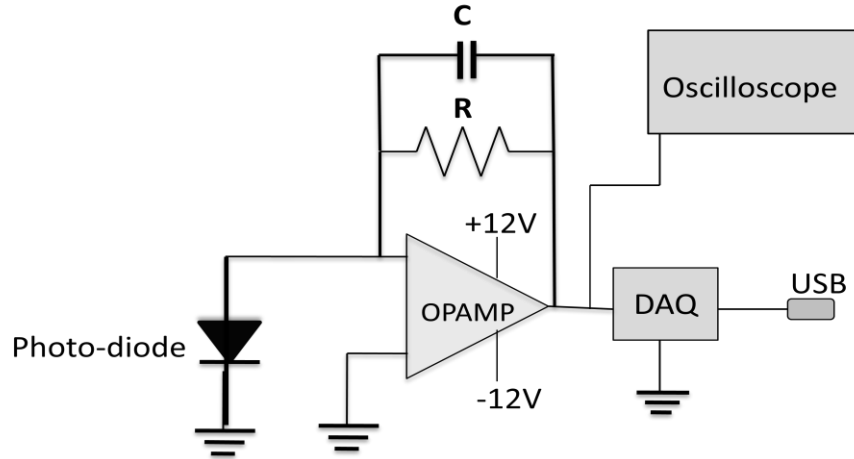 C
R
Oscilloscope
+12V
OPAMP
-12V
DAQ
USB
Photo-diode